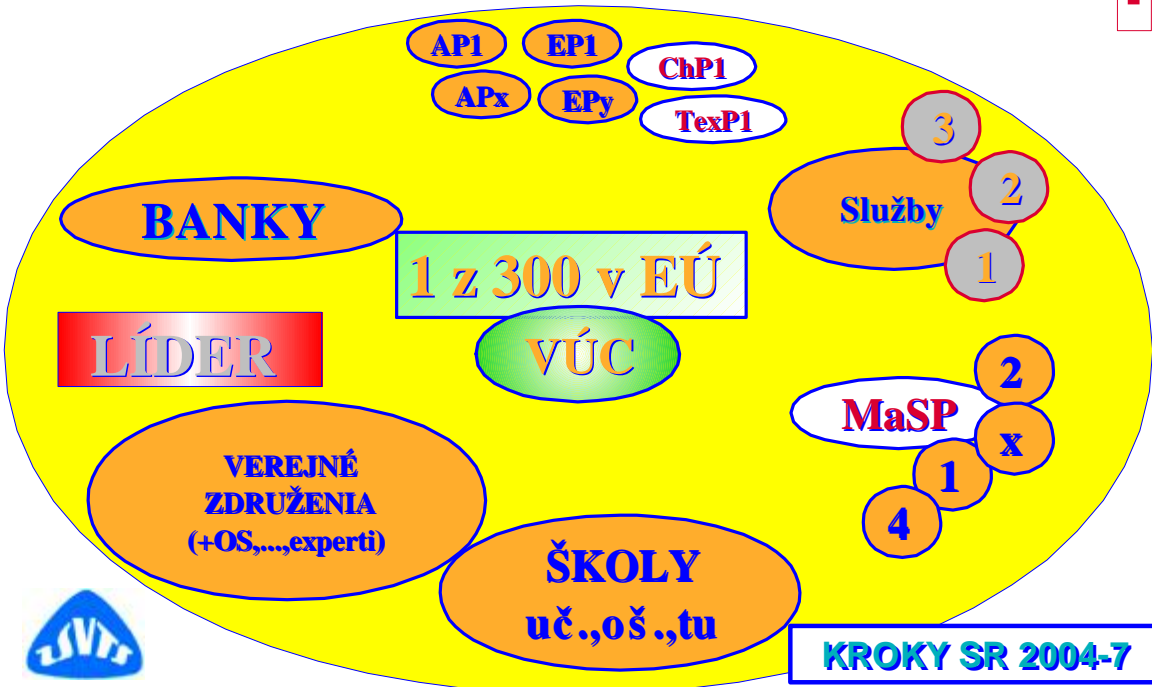 AP1 EP1
ChP1
APx EPy
TexP1
3
BANKY
Služby
2
1
1 z 300 v EÚ
LÍDER
VÚC
2
MaSP
x
1
4
VEREJNÉ
ZDRUŽENIA
(+OS,...,experti)
ŠKOLY
uč.,oš.,tu
ZSVTS
KROKY SR 2004-7